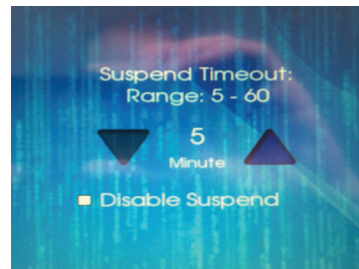 Suspend Timeout:
Range: 5 - 60
5
Minute
Disable Suspend